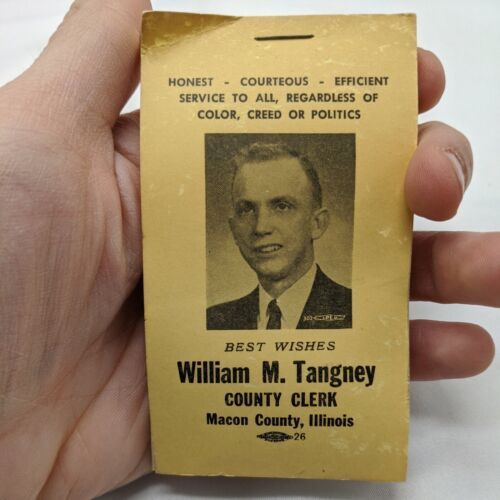 HONEST - COURTEOUS - EFFICIENT
SERVICE TO ALL, REGARDLESS OF
COLOR, CREED OR POLITICS
BEST WISHES
William M. Tangney
COUNTY CLERK
Macon County, Illinois
26